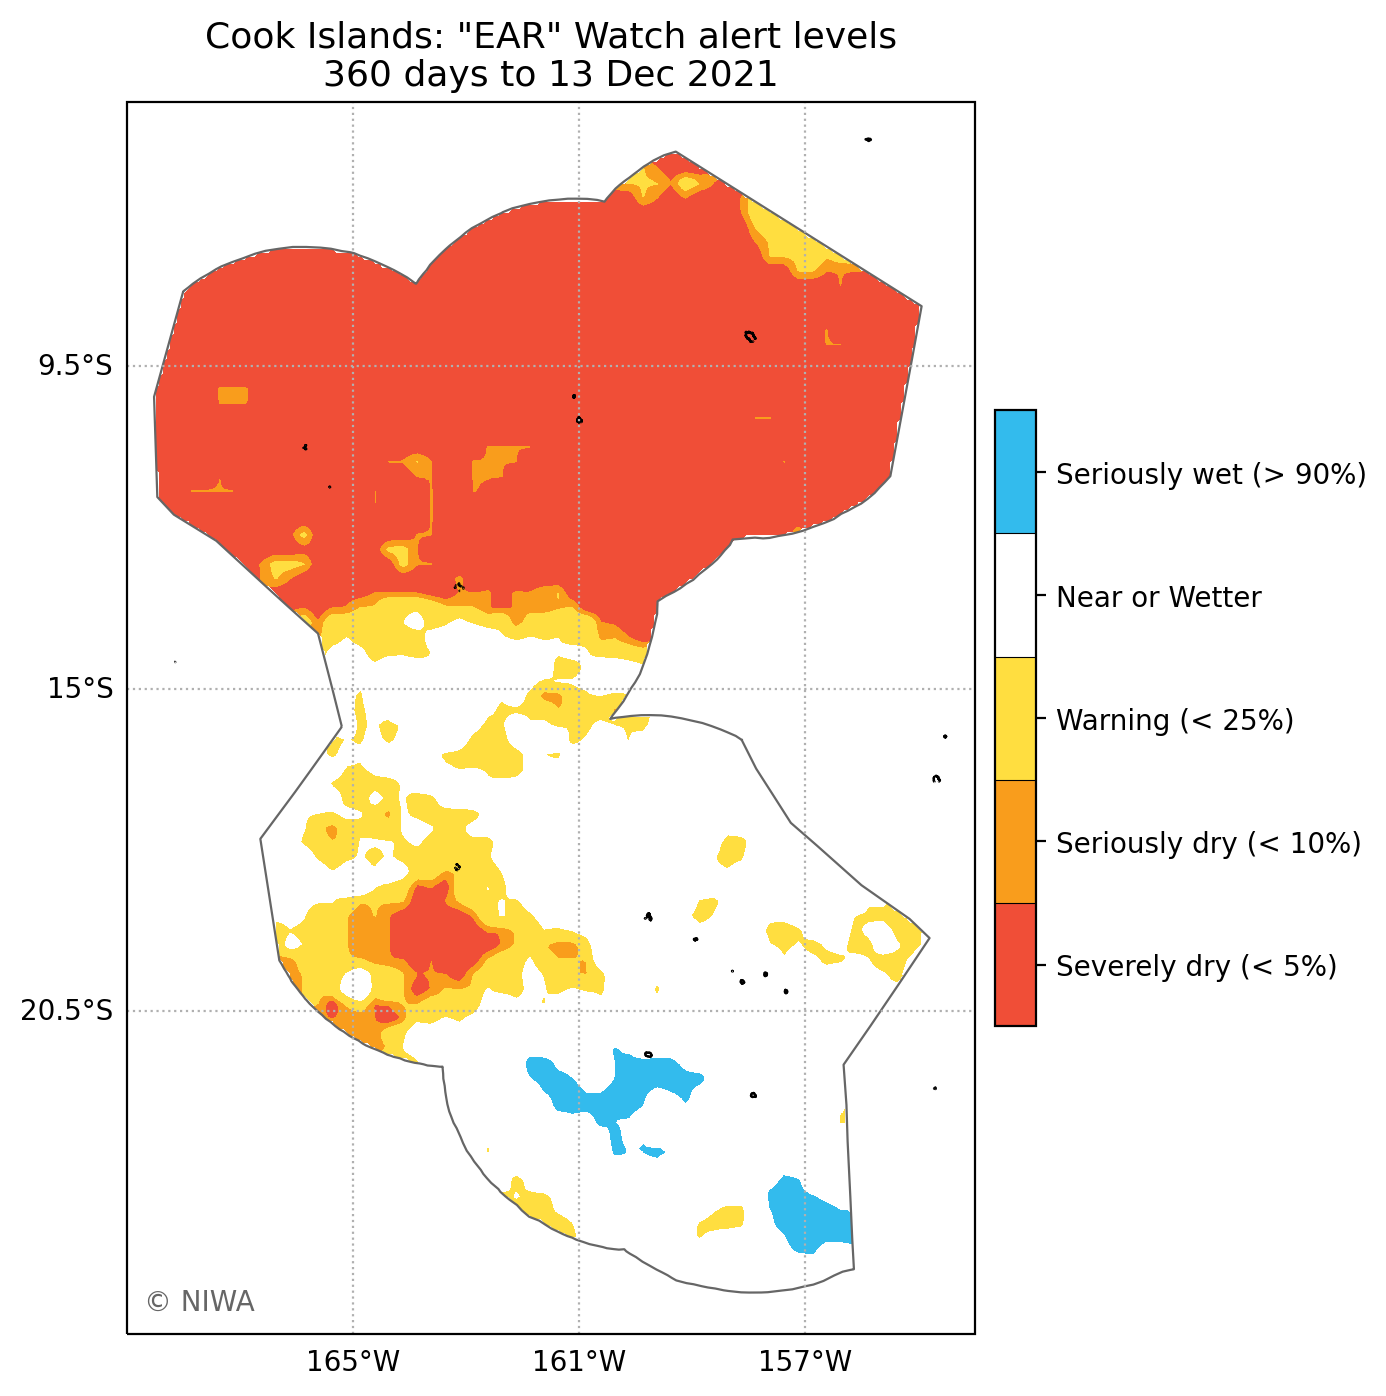 Cook Islands: "EAR" Watch alert levels
360 days to 13 Dec 2021
9.5°S
15°S
20.5°S
165°W
161°W
157°W
Seriously wet (> 90%)
Near or Wetter
Warning (< 25%)
Seriously dry (< 10%)
Severely dry (< 5%)
© NIWA